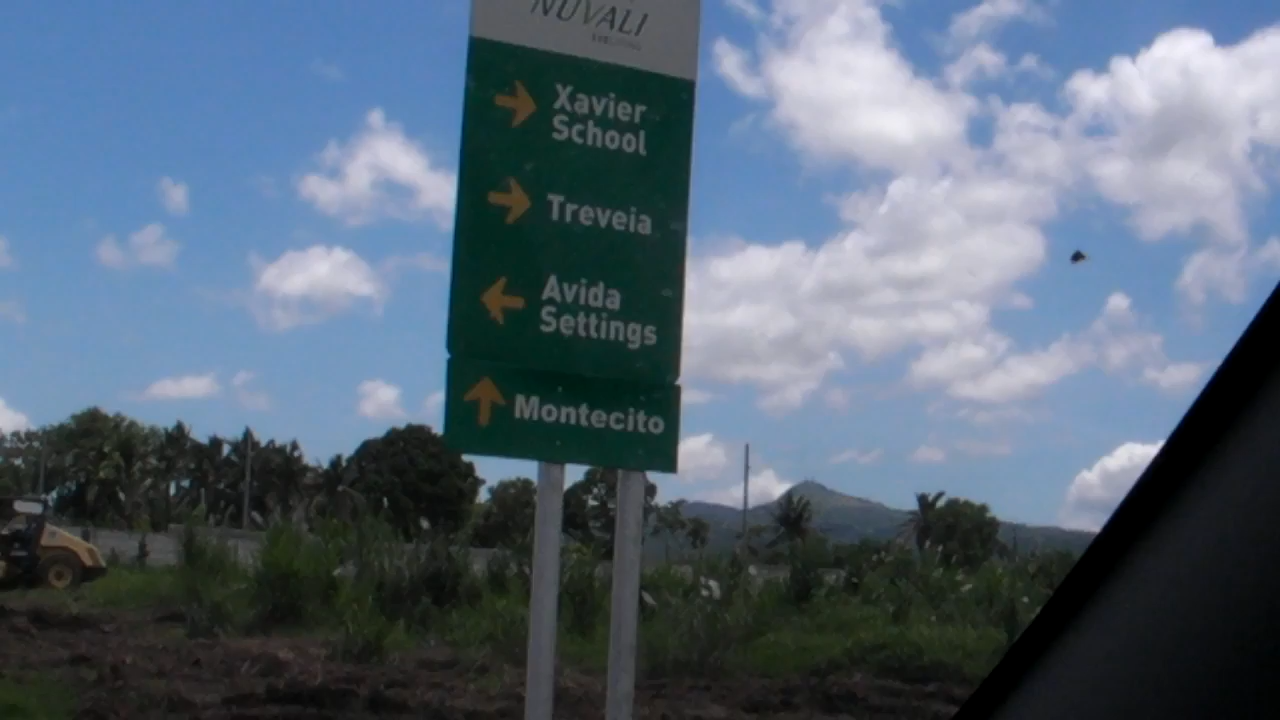 NUVALI
Xavier
School
Treveia
Avida
Settings
Montecito